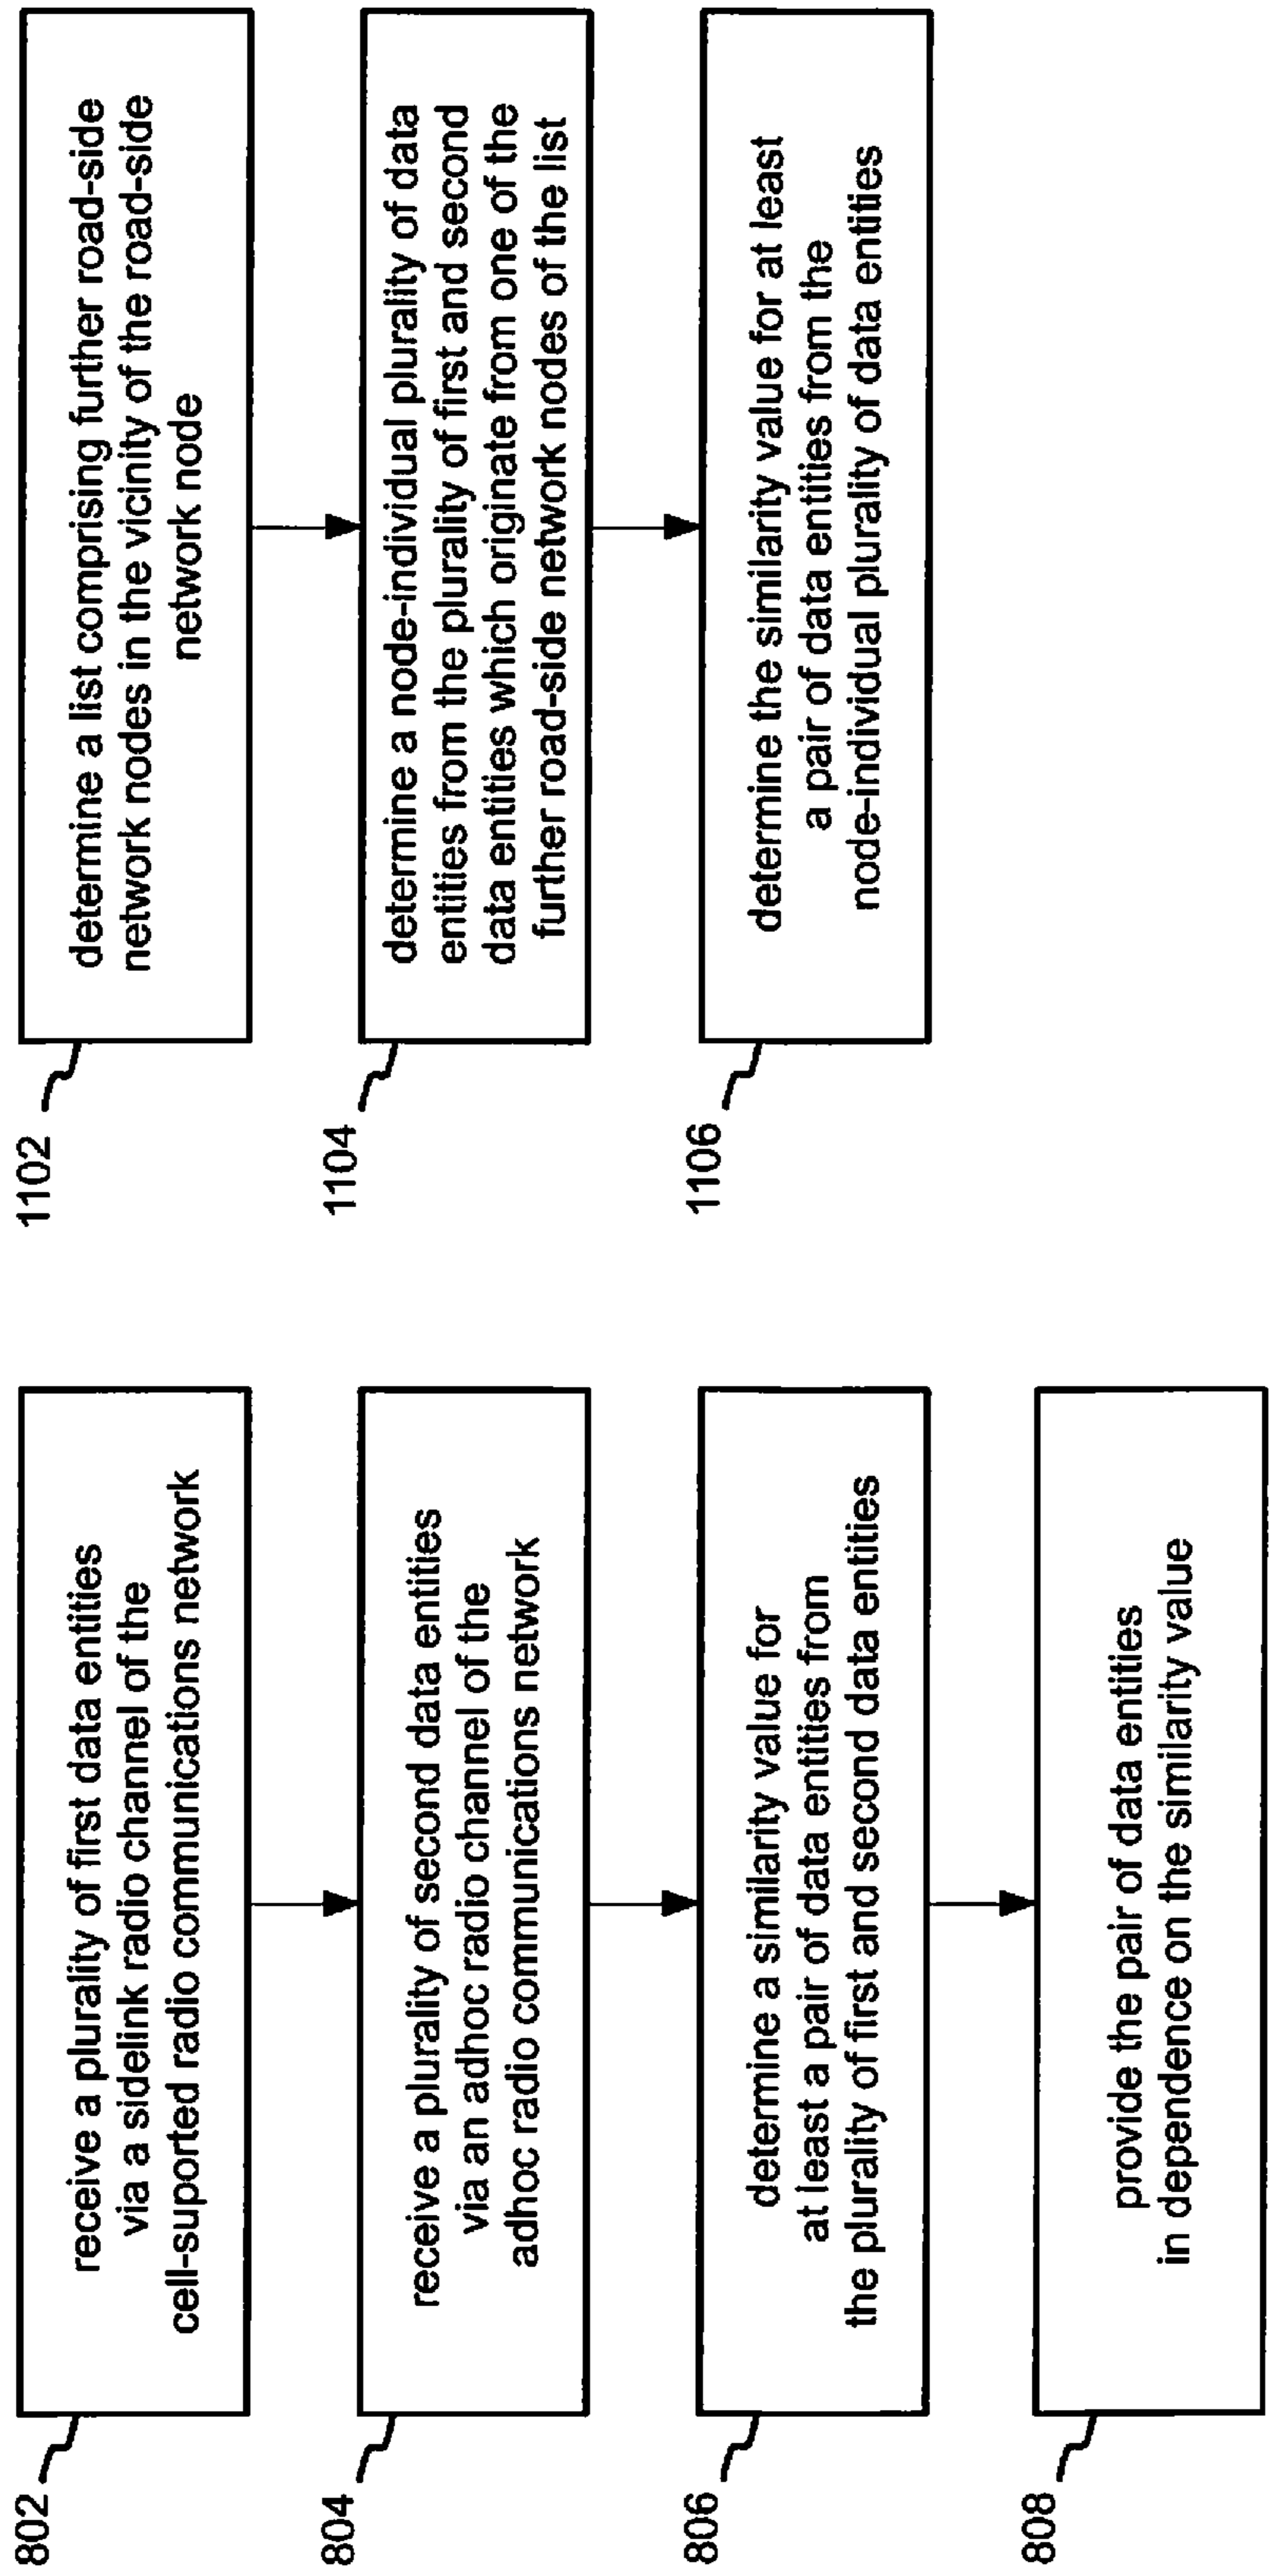 802
receive a plurality of first data entities
via a sidelink radio channel of the
cell-suported radio communications network
804
receive a plurality of second data entities
via an adhoc radio channel of the
adhoc radio communications network
806
determine a similarity value for
at least a pair of data entities from
the plurality of first and second data entities
808
provide the pair of data entities
in dependence on the similarity value
1102
determine a list comprising further road-side
network nodes in the vicinity of the road-side
network node
1104
determine a node-individual plurality of data
entities from the plurality of first and second
data entities which originate from one of the
further road-side network nodes of the list
1106
determine the similarity value for at least
a pair of data entities from the
node-individual plurality of data entities